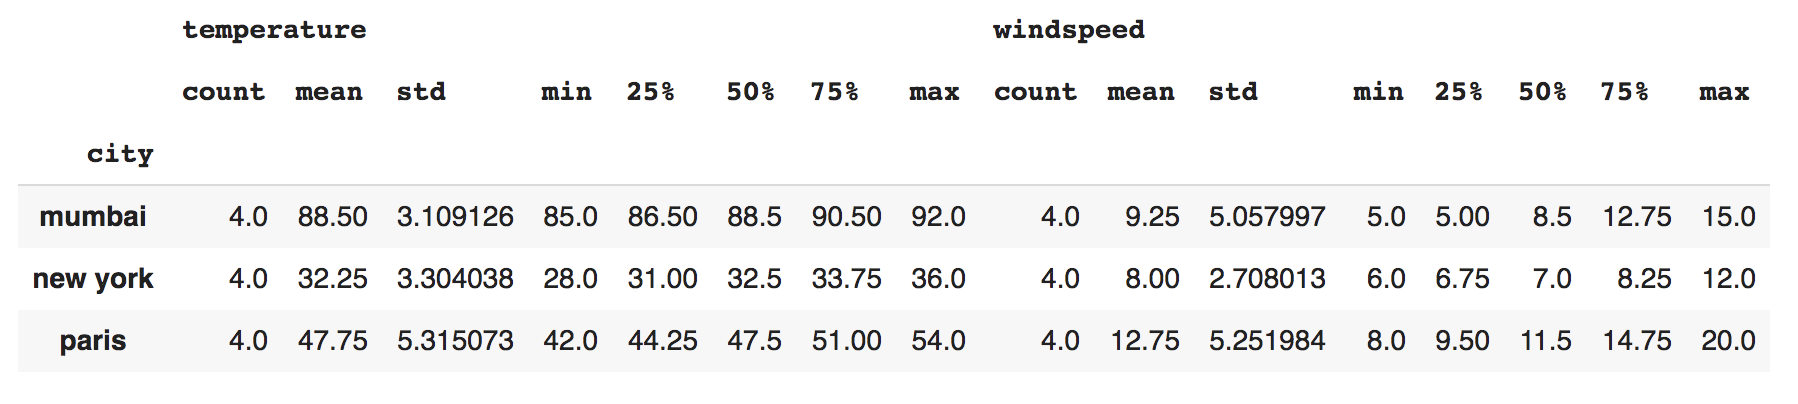 temperature windspeed
count mean std min 25% 50% 75% max count mean std min 25% 50% 75% max
city
mumbai 4.0 88.50 3.109126 85.0 86.50 88.5 90.50 92.0 4.0 9.25 5.057997 5.0 5.00 8.5 12.75 15.0
new york 4.0 32.25 3.304038 28.0 31.00 32.5 33.75 36.0 4.0 8.00 2.708013 6.0 6.75 7.0 8.25 12.0
paris 4.0 47.75 5.315073 42.0 44.25 47.5 51.00 54.0 4.0 12.75 5.251984 8.0 9.50 11.5 14.75 20.0